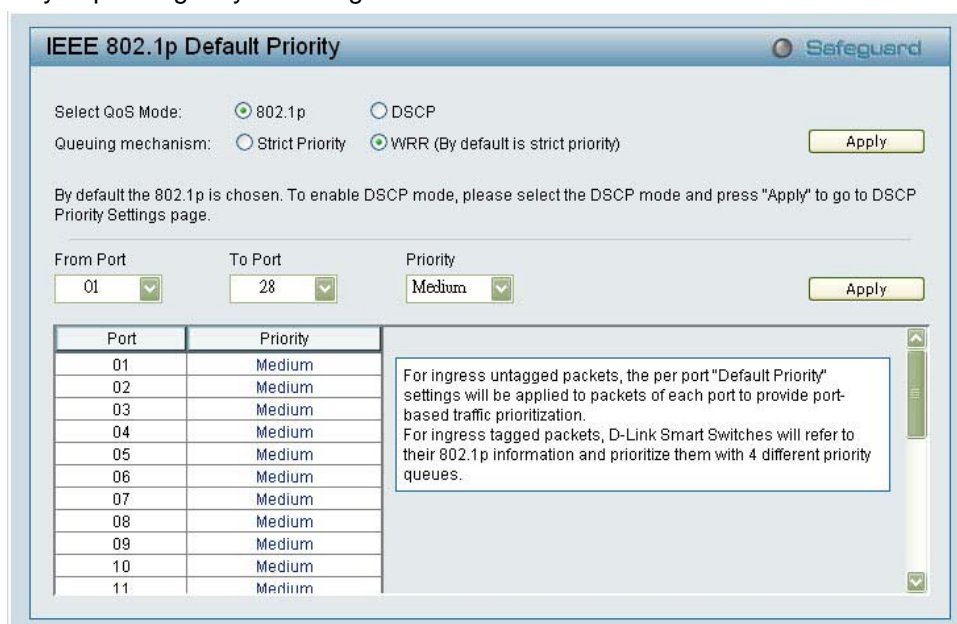 IEEE 802.1p Default Priority
Safeguard
Select QoS Mode: 802.1p DSCP
Queuing mechanism: Strict Priority WRR (By default is strict priority) Apply
By default the 802.1p is chosen. To enable DSCP mode, please select the DSCP mode and press "Apply" to go to DSCP
Priority Settings page.
From Port To Port Priority
01 28 Medium Apply
Port Priority
01 Medium
02 Medium
03 Medium
04 Medium
05 Medium
06 Medium
07 Medium
08 Medium
09 Medium
10 Medium
11 Medium
For ingress untagged packets, the per port "Default Priority"
settings will be applied to packets of each port to provide port-
based traffic prioritization.
For ingress tagged packets, D-Link Smart Switches will refer to
their 802.1p information and prioritize them with 4 different priority
queues.